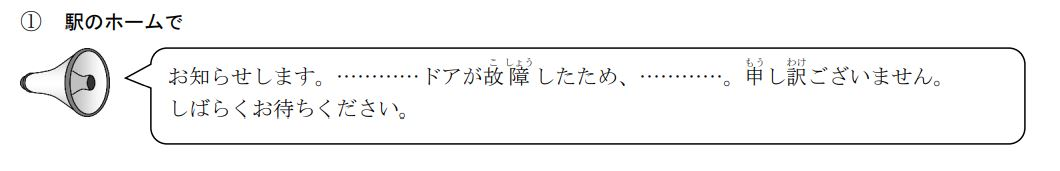 ① 駅のホームで
お知らせします。…………ドアが故障したため、…………。申し訳ございません。
しばらくお待ちください。